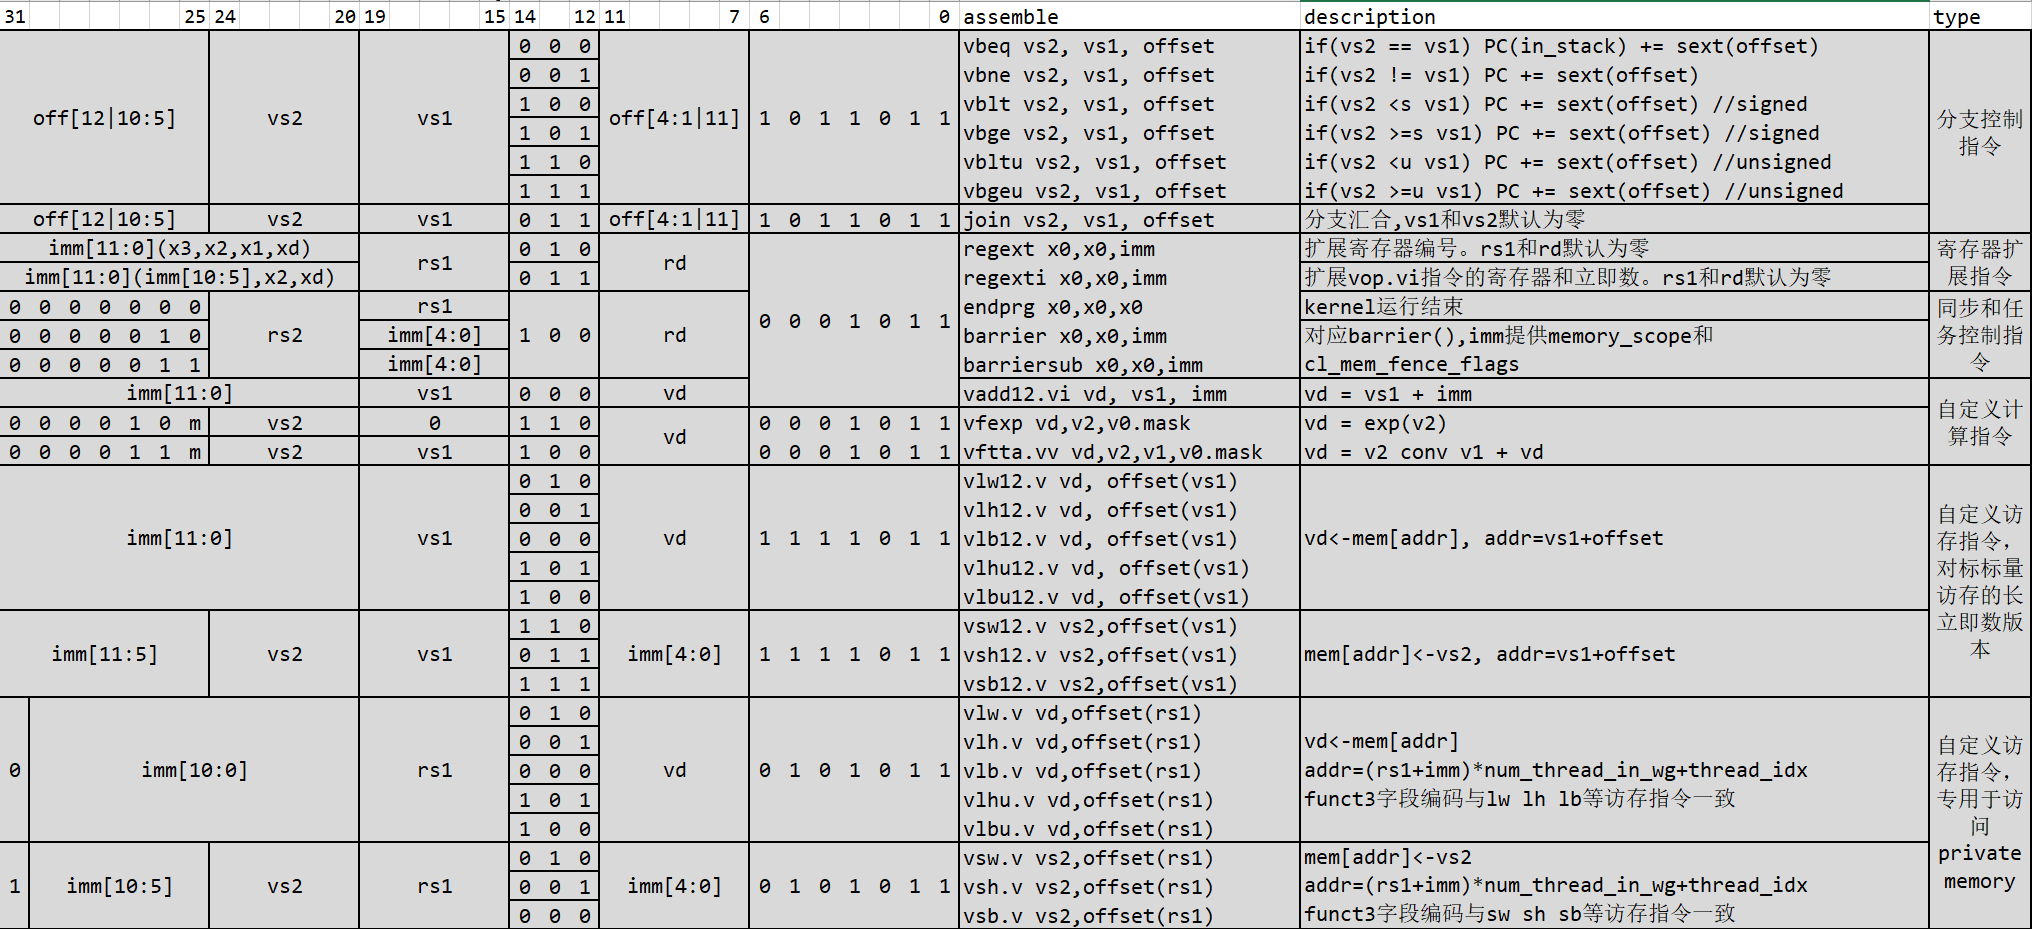 31 25 24 20 19 15 14 12 11 7 6 0 assemble description type
off[12|10:5] vs2 vs1 off[4:1|11] 1 0 1 1 0 1 1
0 0 0 vbeq vs2, vs1, offset if(vs2 == vs1) PC(in_stack) += sext(offset)
0 0 1 vbne vs2, vs1, offset if(vs2 != vs1) PC += sext(offset)
1 0 0 vblt vs2, vs1, offset if(vs2 <s vs1) PC += sext(offset) //signed
1 0 1 vbge vs2, vs1, offset if(vs2 >=s vs1) PC += sext(offset) //signed
1 1 0 vbltu vs2, vs1, offset if(vs2 <u vs1) PC += sext(offset) //unsigned
1 1 1 vbgeu vs2, vs1, offset if(vs2 >=u vs1) PC += sext(offset) //unsigned
分支控制
指令
off[12|10:5] vs2 vs1 0 1 1 off[4:1|11] 1 0 1 1 0 1 1 join vs2, vs1, offset 分支汇合,vs1和vs2默认为零
imm[11:0](x3,x2,x1,xd) 0 1 0 regext x0,x0,imm 扩展寄存器编号。rs1和rd默认为零
rs1 rd
imm[11:0](imm[10:5],x2,xd) 0 1 1 regexti x0,x0,imm 扩展vop.vi指令的寄存器和立即数。rs1和rd默认为零
寄存器扩
展指令
0 0 0 0 0 0 0 rs1 endprg x0,x0,x0 kernel运行结束
0 0 0 1 0 1 1
0 0 0 0 0 1 0 rs2 imm[4:0] 1 0 0 rd barrier x0,x0,imm 对应barrier(),imm提供memory_scope和
0 0 0 0 0 1 1 imm[4:0] barriersub x0,x0,imm cl_mem_fence_flags
同步和任
务控制指
令
imm[11:0] vs1 0 0 0 vd vadd12.vi vd, vs1, imm vd = vs1 + imm
0 0 0 0 1 0 m vs2 0 1 1 0 0 0 0 1 0 1 1 vfexp vd,v2,v0.mask vd = exp(v2)
vd
0 0 0 0 1 1 m vs2 vs1 1 0 0 0 0 0 1 0 1 1 vftta.vv vd,v2,v1,v0.mask vd = v2 conv v1 + vd
自定义计
算指令
0 1 0 vlw12.v vd, offset(vs1)
0 0 1 vlh12.v vd, offset(vs1)
imm[11:0] vs1 0 0 0 vd 1 1 1 1 0 1 1 vlb12.v vd, offset(vs1) vd<-mem[addr], addr=vs1+offset
1 0 1 vlhu12.v vd, offset(vs1)
1 0 0 vlbu12.v vd, offset(vs1)
1 1 0 vsw12.v vs2,offset(vs1)
imm[11:5] vs2 vs1 0 1 1 imm[4:0] 1 1 1 1 0 1 1 vsh12.v vs2,offset(vs1) mem[addr]<-vs2, addr=vs1+offset
1 1 1 vsb12.v vs2,offset(vs1)
自定义访
存指令,
对标标量
访存的长
立即数版
本
0 1 0 vlw.v vd,offset(rs1)
0 0 1 vlh.v vd,offset(rs1) vd<-mem[addr]
0 imm[10:0] rs1 0 0 0 vd 0 1 0 1 0 1 1 vlb.v vd,offset(rs1) addr=(rs1+imm)*num_thread_in_wg+thread_idx
1 0 1 vlhu.v vd,offset(rs1) funct3字段编码与lw lh lb等访存指令一致
1 0 0 vlbu.v vd,offset(rs1)
0 1 0 vsw.v vs2,offset(rs1) mem[addr]<-vs2
1 imm[10:5] vs2 rs1 0 0 1 imm[4:0] 0 1 0 1 0 1 1 vsh.v vs2,offset(rs1) addr=(rs1+imm)*num_thread_in_wg+thread_idx
0 0 0 vsb.v vs2,offset(rs1) funct3字段编码与sw sh sb等访存指令一致
自定义访
存指令,
专用于访
问
private
memory